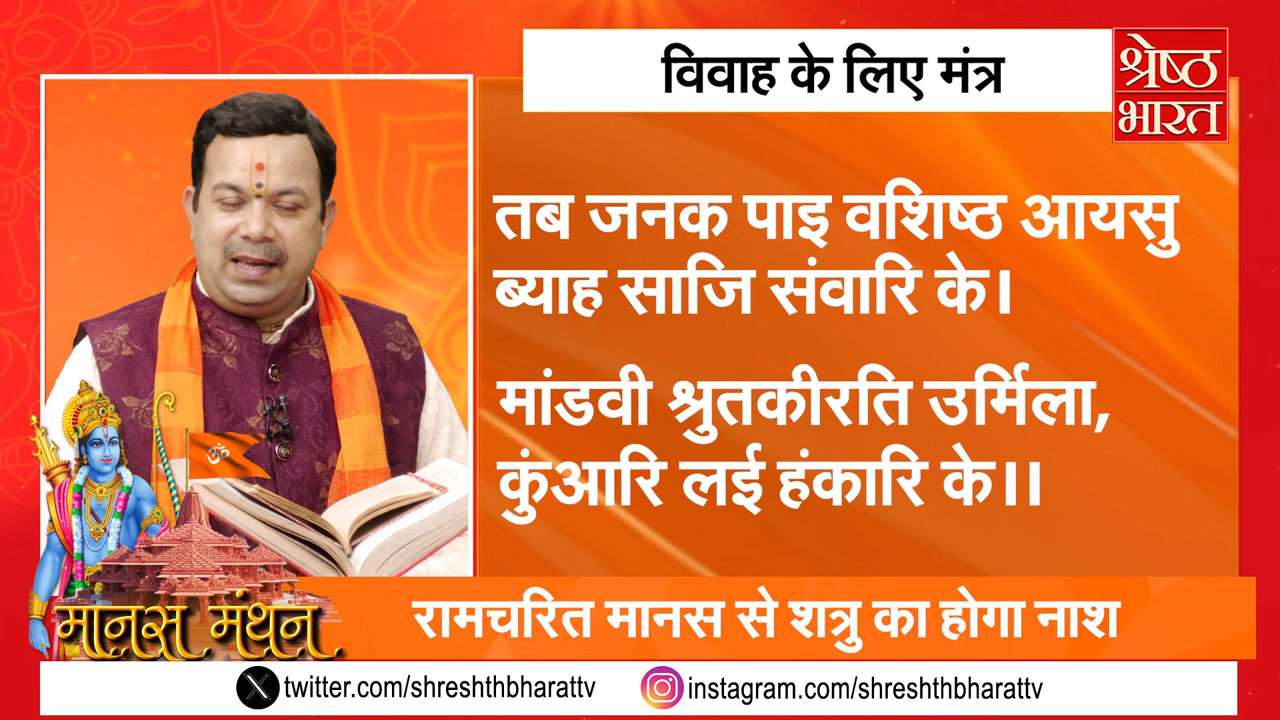 विवाह के लिए मंत्र
श्रेष्ठ
भारत
तब जनक पाइ वशिष्ठ आयसु
ब्याह साजि संवारि के।
मांडवी श्रुतकीरति उर्मिला,
कुंआरि लई हंकारि के।।
ॐ
मानस मंथन
रामचरित मानस से शत्रु का होगा नाश
twitter.com/shreshthbharattv
instagram.com/shreshthbharattv